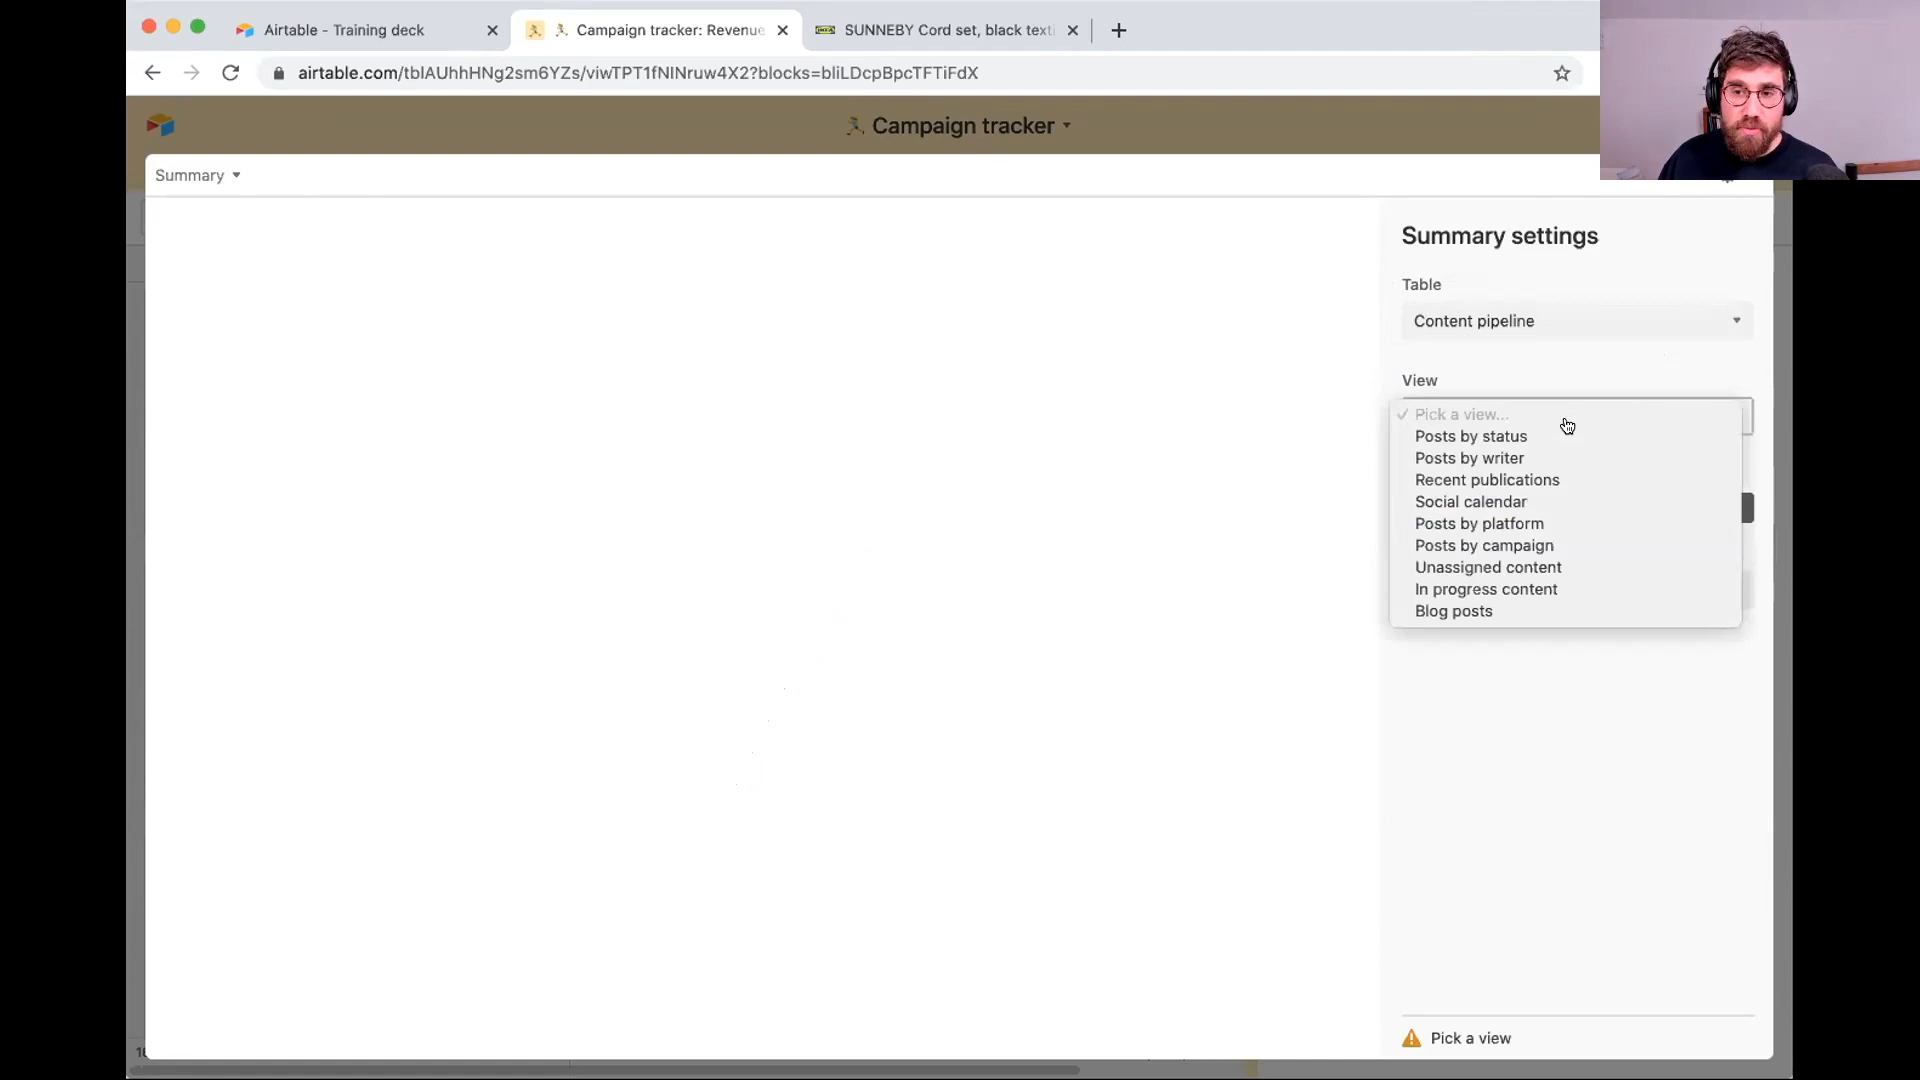 Airtable - Training deck
Campaign tracker: Revenue
SUNNEBY Cord set, black texti
airtable.com/tblAUhhHNg2sm6YZs/viwTPT1fNINruw4X2?blocks=bliLDcpBpcTFTiFdX
Campaign tracker
Summary
Summary settings
Table
Content pipeline
View
Pick a view...
Posts by status
Posts by writer
Recent publications
Social calendar
Posts by platform
Posts by campaign
Unassigned content
In progress content
Blog posts
Pick a view